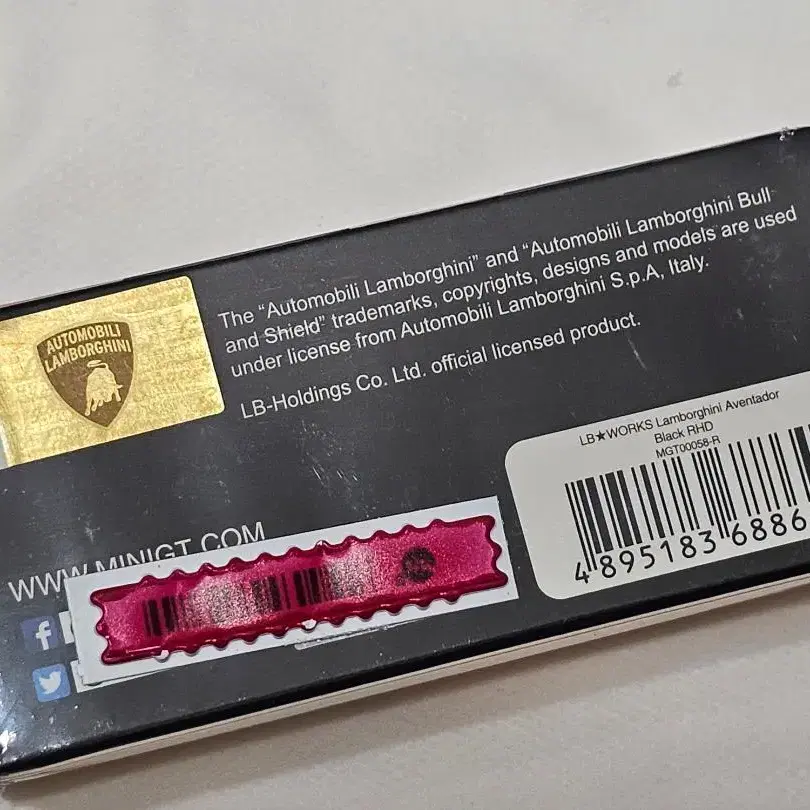 AUTOMOBILI
LAMBORGHINI
The “Automobili Lamborghini” and “Automobili Lamborghini Bull
and Shield” trademarks, copyrights, designs and models are used
under license from Automobili Lamborghini S.p.A, Italy.
LB-Holdings Co. Ltd. official licensed product.
LB★WORKS Lamborghini Aventador
Black RHD
MGT00058-R
4 895183 6886
WWW.MINIGT.COM